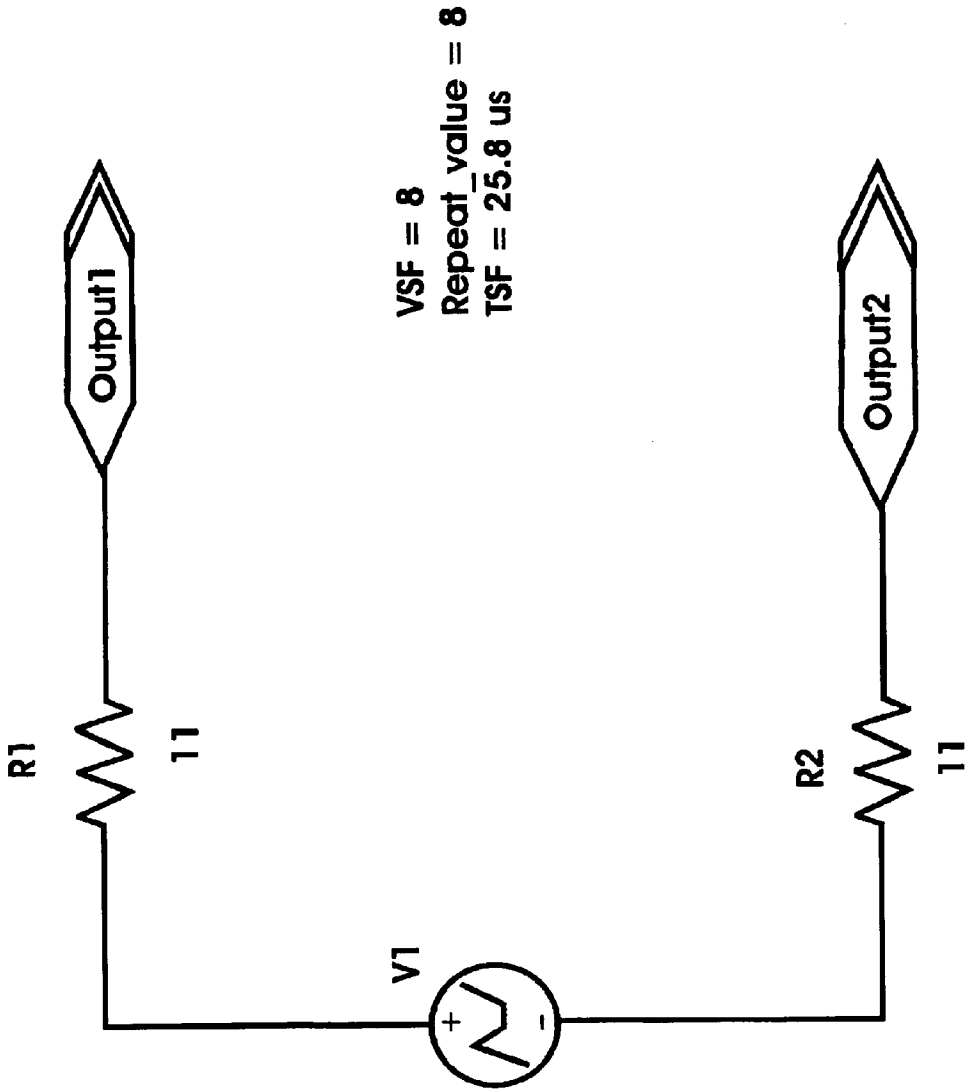 R1
11
Output1
V1
+
-
VSF = 8
Repeat_value = 8
TSF = 25.8 us
R2
11
Output2